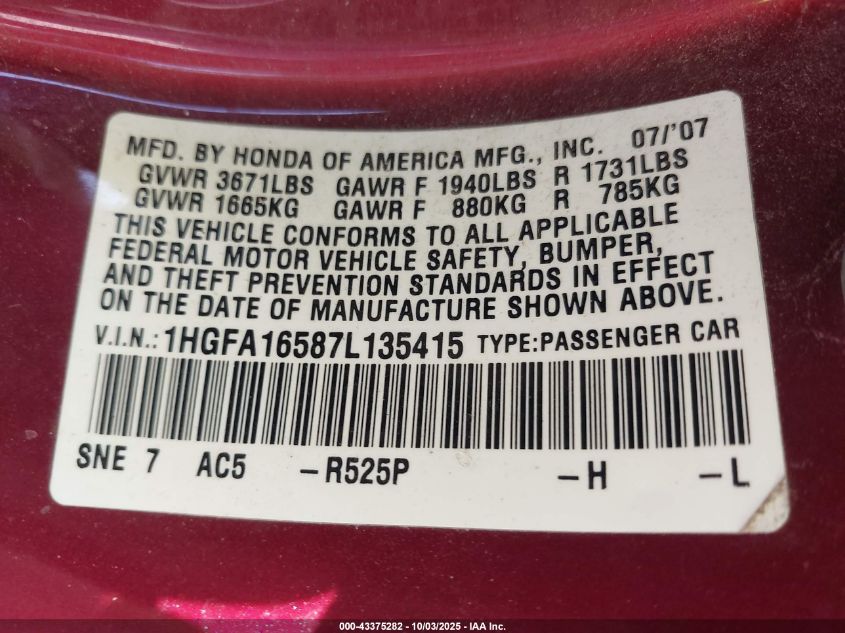 MFD. BY HONDA OF AMERICA MFG., INC. 07/'07
GVWR 3671LBS GAWR F 1940LBS R 1731LBS
GVWR 1665KG GAWR F 880KG R 785KG
THIS VEHICLE CONFORMS TO ALL APPLICABLE
FEDERAL MOTOR VEHICLE SAFETY, BUMPER,
AND THEFT PREVENTION STANDARDS IN EFFECT
ON THE DATE OF MANUFACTURE SHOWN ABOVE.
V.I.N.: 1HGFA16587L135415 TYPE:PASSENGER CAR
SNE 7 AC5 –R525P –H –L
000-43375282 - 10/03/2025 - IAA Inc.